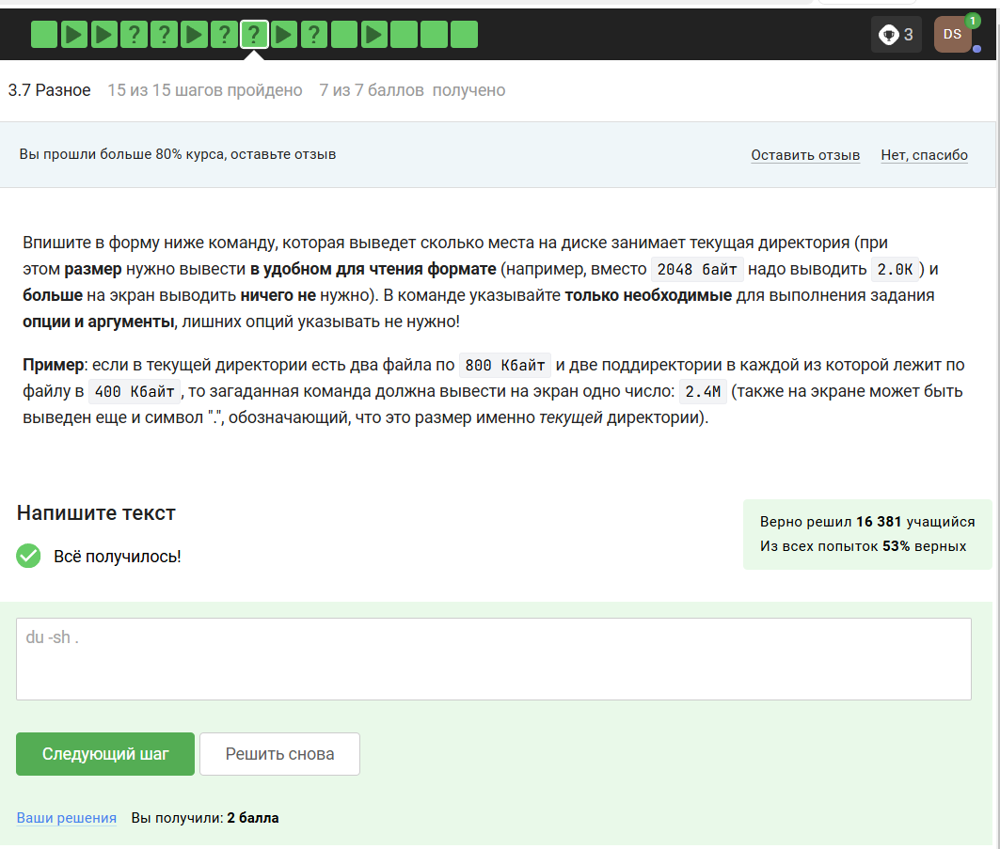 ? ? ? ? ?
3
DS
1
3.7 Разное 15 из 15 шагов пройдено 7 из 7 баллов получено
Вы прошли больше 80% курса, оставьте отзыв
Оставить отзыв Нет, спасибо
Впишите в форму ниже команду, которая выведет сколько места на диске занимает текущая директория (при
этом размер нужно вывести в удобном для чтения формате (например, вместо 2048 байт надо выводить 2.0K ) и
больше на экран выводить ничего не нужно). В команде указывайте только необходимые для выполнения задания
опции и аргументы, лишних опций указывать не нужно!
Пример: если в текущей директории есть два файла по 800 Кбайт и две поддиректории в каждой из которой лежит по
файлу в 400 Кбайт , то загаданная команда должна вывести на экран одно число: 2.4M (также на экране может быть
выведен еще и символ ".", обозначающий, что это размер именно текущей директории).
Напишите текст
Всё получилось!
Верно решил 16 381 учащийся
Из всех попыток 53% верных
du -sh .
Следующий шаг
Решить снова
Ваши решения Вы получили: 2 балла